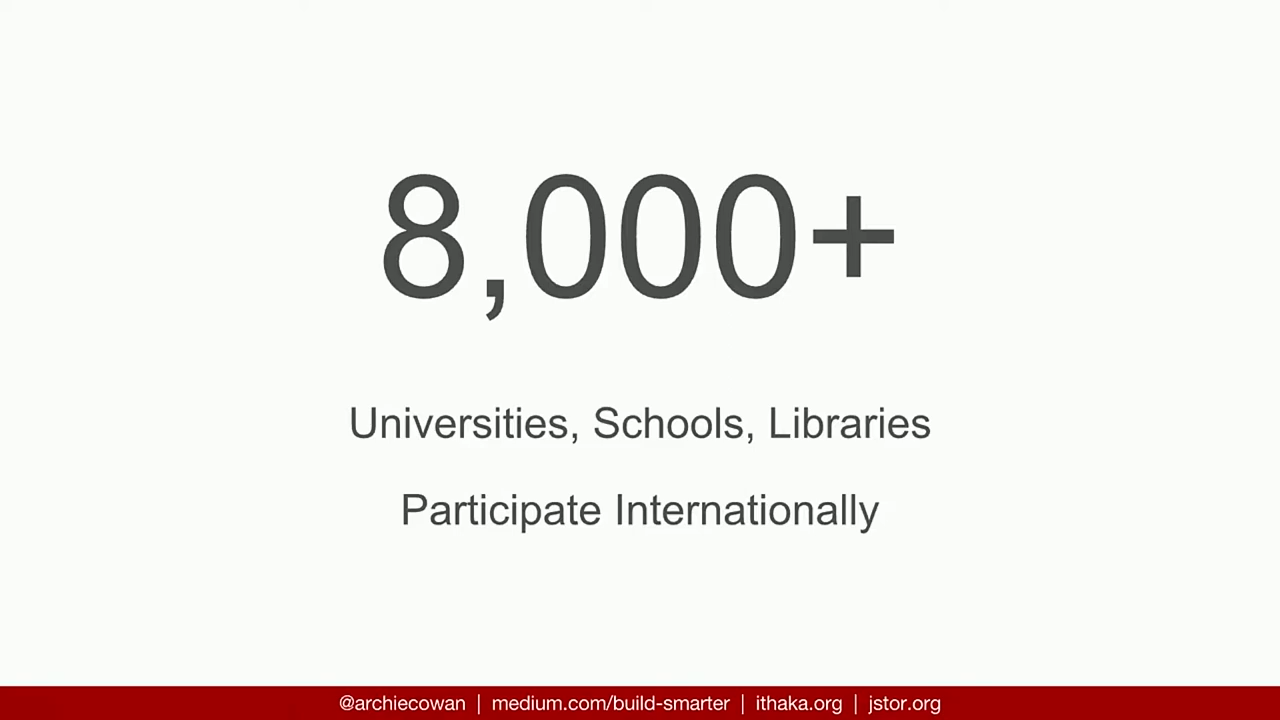 8,000+
Universities, Schools, Libraries
Participate Internationally
@archiecowan | medium.com/build-smarter | ithaka.org | jstor.org